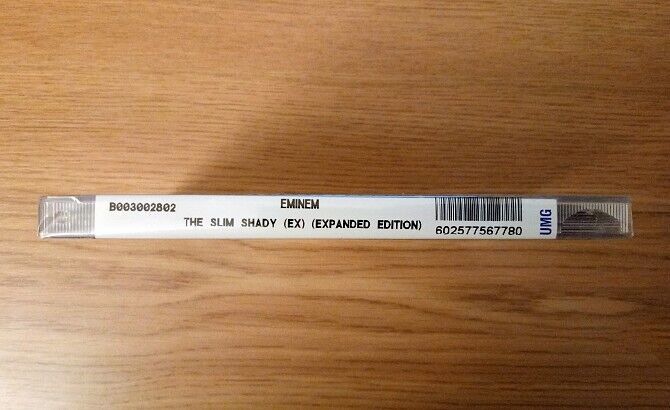 B003002802
EMINEM
THE SLIM SHADY (EX) (EXPANDED EDITION)
602577567780
UMG